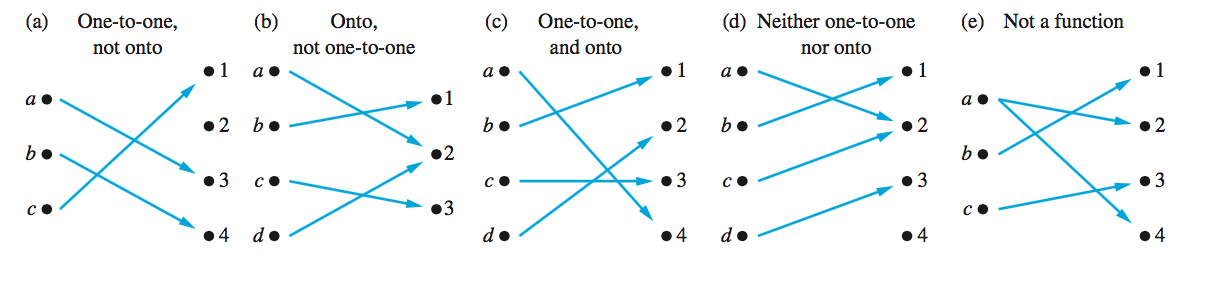 (a) One-to-one,
not onto
a
b
c
1
2
3
4
(b) Onto,
not one-to-one
a
b
c
d
1
2
3
(c) One-to-one,
and onto
a
b
c
d
1
2
3
4
(d) Neither one-to-one
nor onto
a
b
c
d
1
2
3
4
(e) Not a function
a
b
c
1
2
3
4